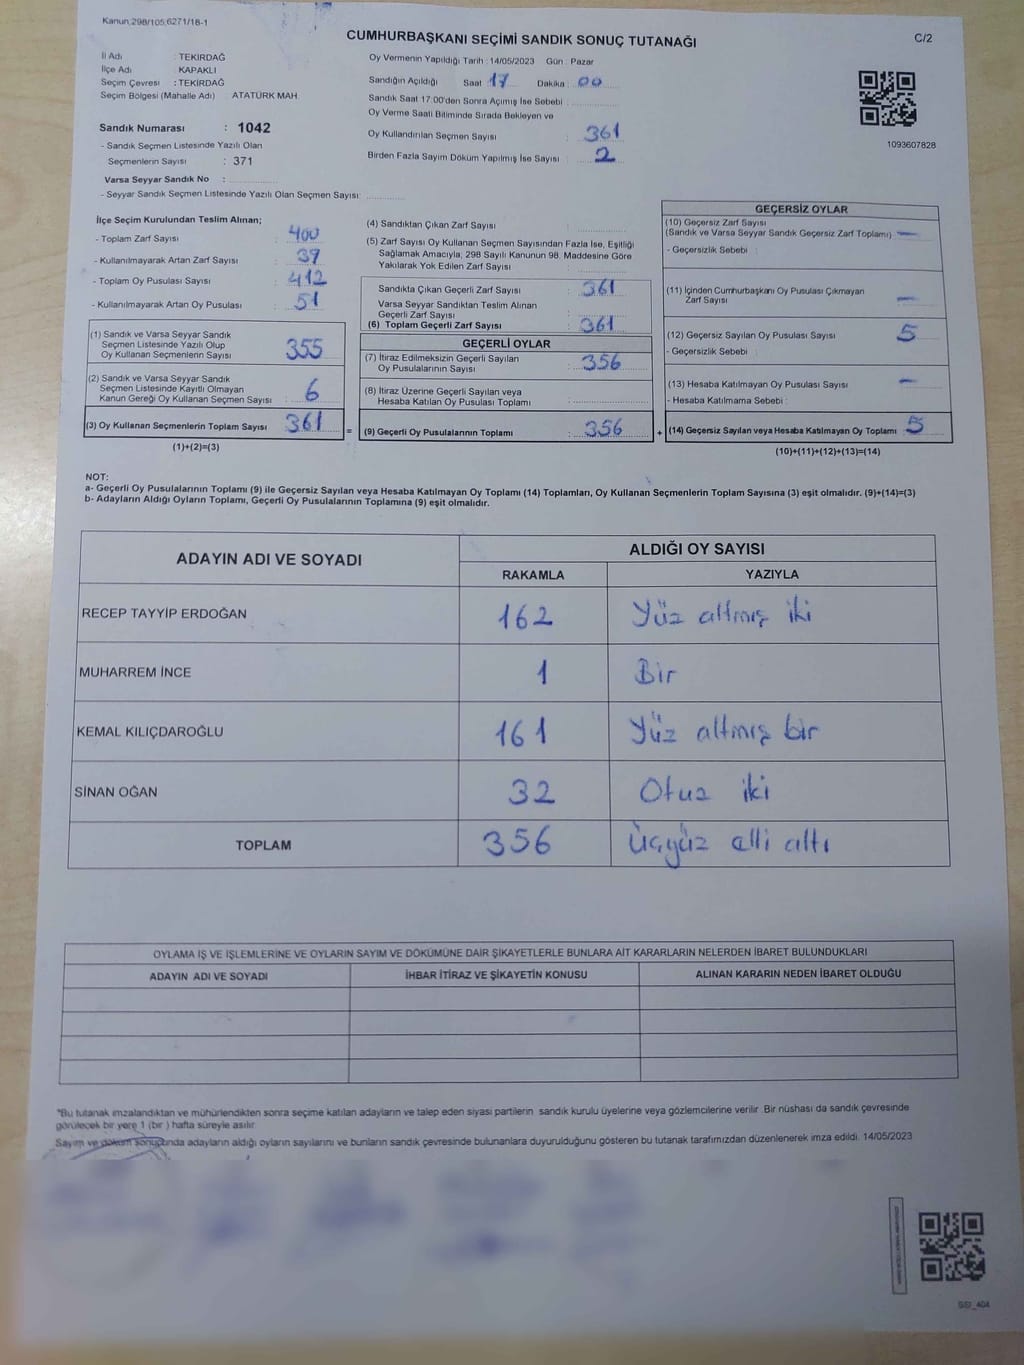 Kanun;298/105;6271/18-1
CUMHURBAŞKANI SEÇİMİ SANDIK SONUÇ TUTANAĞI
C/2
İl Adı : TEKİRDAĞ
İlçe Adı : KAPAKLI
Seçim Çevresi : TEKİRDAĞ
Seçim Bölgesi (Mahalle Adı) ATATÜRK MAH.
Sandık Numarası : 1042
- Sandık Seçmen Listesinde Yazılı Olan
Seçmenlerin Sayısı : 371
Varsa Seyyar Sandık No :
- Seyyar Sandık Seçmen Listesinde Yazılı Olan Seçmen Sayısı:
Oy Vermenin Yapıldığı Tarih : 14/05/2023 Gün : Pazar
Sandığın Açıldığı Saat : 17 Dakika : 00
Sandık Saat 17:00'den Sonra Açımış İse Sebebi :
Oy Verme Saati Bitiminde Sırada Bekleyen ve
Oy Kullandırılan Seçmen Sayısı : 361
Birden Fazla Sayım Döküm Yapılmış İse Sayısı : 2
1093607828
İlçe Seçim Kurulundan Teslim Alınan;
- Toplam Zarf Sayısı : 400
- Kullanılmayarak Artan Zarf Sayısı : 39
- Toplam Oy Pusulası Sayısı : 412
- Kullanılmayarak Artan Oy Pusulası : 51
(1) Sandık ve Varsa Seyyar Sandık
Seçmen Listesinde Yazılı Olup
Oy Kullanan Seçmenlerin Sayısı : 355
(2) Sandık ve Varsa Seyyar Sandık
Seçmen Listesinde Kayıtlı Olmayan
Kanun Gereği Oy Kullanan Seçmen Sayısı : 6
(3) Oy Kullanan Seçmenlerin Toplam Sayısı : 361
(1)+(2)=(3)
(4) Sandıktan Çıkan Zarf Sayısı :
(5) Zarf Sayısı Oy Kullanan Seçmen Sayısından Fazla İse, Eşitliği
Sağlamak Amacıyla; 298 Sayılı Kanunun 98. Maddesine Göre
Yakılarak Yok Edilen Zarf Sayısı :
Sandıkta Çıkan Geçerli Zarf Sayısı : 361
Varsa Seyyar Sandıktan Teslim Alınan
Geçerli Zarf Sayısı :
(6) Toplam Geçerli Zarf Sayısı : 361
GEÇERLİ OYLAR
(7) İtiraz Edilmeksizin Geçerli Sayılan
Oy Pusulalarının Sayısı : 356
(8) İtiraz Üzerine Geçerli Sayılan veya
Hesaba Katılan Oy Pusulası Toplamı :
= (9) Geçerli Oy Pusulalarının Toplamı : 356
GEÇERSİZ OYLAR
(10) Geçersiz Zarf Sayısı
(Sandık ve Varsa Seyyar Sandık Geçersiz Zarf Toplamı) : —
- Geçersizlik Sebebi :
(11) İçinden Cumhurbaşkanı Oy Pusulası Çıkmayan
Zarf Sayısı : —
(12) Geçersiz Sayılan Oy Pusulası Sayısı : 5
- Geçersizlik Sebebi :
(13) Hesaba Katılmayan Oy Pusulası Sayısı : —
- Hesaba Katılmama Sebebi :
+ (14) Geçersiz Sayılan veya Hesaba Katılmayan Oy Toplamı : 5
(10)+(11)+(12)+(13)=(14)
NOT:
a- Geçerli Oy Pusulalarının Toplamı (9) ile Geçersiz Sayılan veya Hesaba Katılmayan Oy Toplamı (14) Toplamları, Oy Kullanan Seçmenlerin Toplam Sayısına (3) eşit olmalıdır. (9)+(14)=(3)
b- Adayların Aldığı Oyların Toplamı, Geçerli Oy Pusulalarının Toplamına (9) eşit olmalıdır.
ADAYIN ADI VE SOYADI
ALDIĞI OY SAYISI
RAKAMLA YAZIYLA
RECEP TAYYİP ERDOĞAN 162 Yüz altmış iki
MUHARREM İNCE 1 Bir
KEMAL KILIÇDAROĞLU 161 Yüz altmış bir
SİNAN OĞAN 32 Otuz iki
TOPLAM 356 Üçyüz elli altı
OYLAMA İŞ VE İŞLEMLERİNE VE OYLARIN SAYIM VE DÖKÜMÜNE DAİR ŞİKAYETLERLE BUNLARA AİT KARARLARIN NELERDEN İBARET BULUNDUKLARI
ADAYIN ADI VE SOYADI İHBAR İTİRAZ VE ŞİKAYETİN KONUSU ALINAN KARARIN NEDEN İBARET OLDUĞU
*Bu tutanak imzalandıktan ve mühürlendikten sonra seçime katılan adayların ve talep eden siyasi partilerin sandık kurulu üyelerine veya gözlemcilerine verilir .Bir nüshası da sandık çevresinde
görülecek bir yere 1 (bir ) hafta süreyle asılır.
Sayım ve döküm sonucunda adayların aldığı oyların sayılarını ve bunların sandık çevresinde bulunanlara duyurulduğunu gösteren bu tutanak tarafımızdan düzenlenerek imza edildi. 14/05/2023